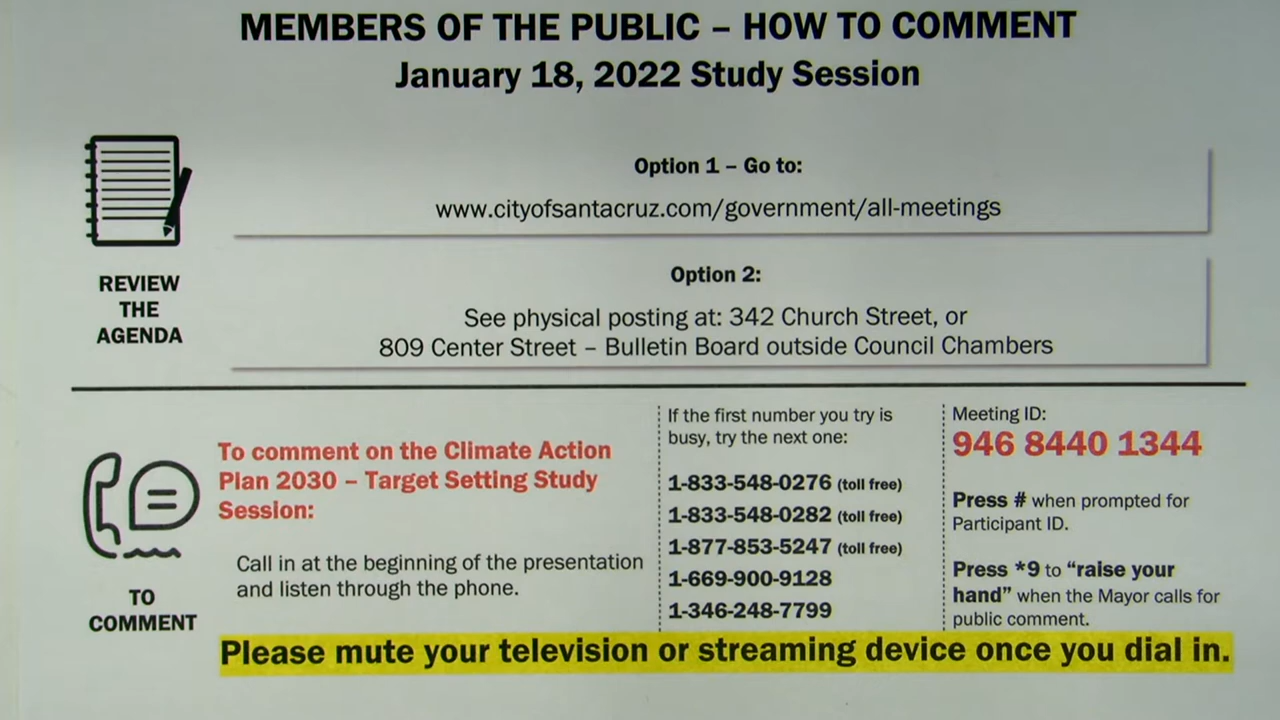 MEMBERS OF THE PUBLIC – HOW TO COMMENT
January 18, 2022 Study Session
REVIEW
THE
AGENDA
Option 1 – Go to:
www.cityofsantacruz.com/government/all-meetings
Option 2:
See physical posting at: 342 Church Street, or
809 Center Street – Bulletin Board outside Council Chambers
TO
COMMENT
To comment on the Climate Action
Plan 2030 – Target Setting Study
Session:
Call in at the beginning of the presentation
and listen through the phone.
If the first number you try is
busy, try the next one:
1-833-548-0276 (toll free)
1-833-548-0282 (toll free)
1-877-853-5247 (toll free)
1-669-900-9128
1-346-248-7799
Meeting ID:
946 8440 1344
Press # when prompted for
Participant ID.
Press *9 to “raise your
hand” when the Mayor calls for
public comment.
Please mute your television or streaming device once you dial in.